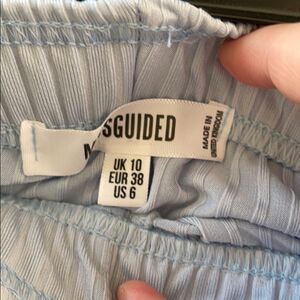 SGUIDED
MADE IN
UNITED KINGDOM
UK 10
EUR 38
US 6